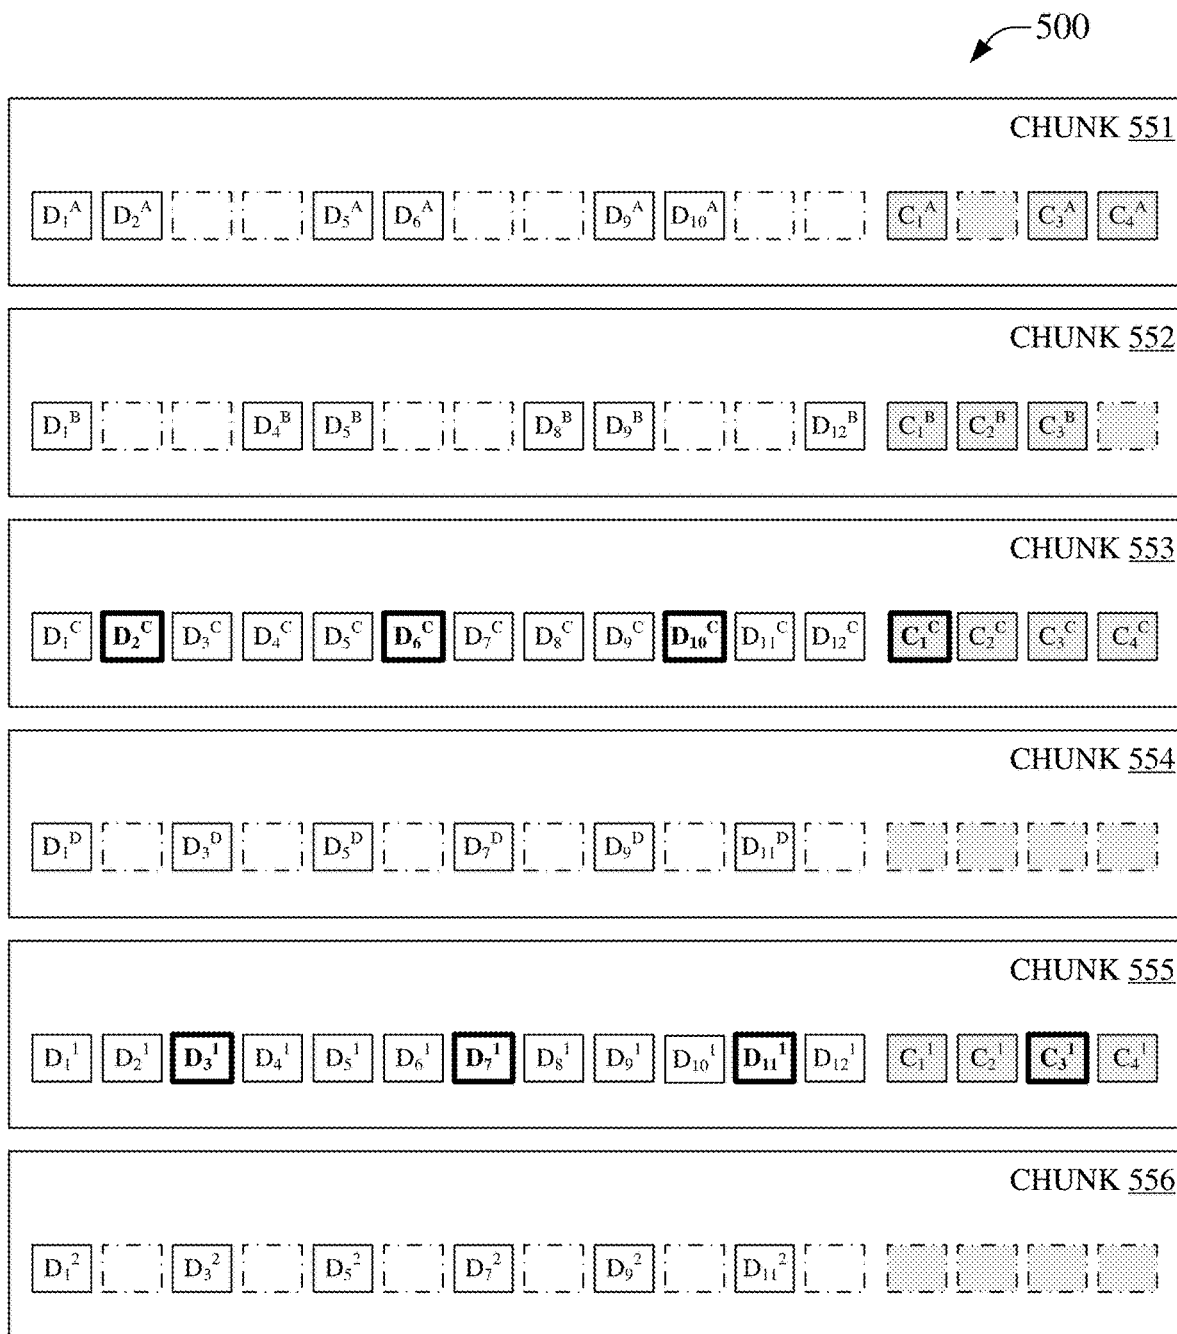 500
CHUNK 551
D₁ᴬ D₂ᴬ D₅ᴬ D₆ᴬ D₉ᴬ D₁₀ᴬ C₁ᴬ C₃ᴬ C₄ᴬ
CHUNK 552
D₁ᴮ D₄ᴮ D₅ᴮ D₈ᴮ D₉ᴮ D₁₂ᴮ C₁ᴮ C₂ᴮ C₃ᴮ
CHUNK 553
D₁ᶜ D₂ᶜ D₃ᶜ D₄ᶜ D₅ᶜ D₆ᶜ D₇ᶜ D₈ᶜ D₉ᶜ D₁₀ᶜ D₁₁ᶜ D₁₂ᶜ C₁ᶜ C₂ᶜ C₃ᶜ C₄ᶜ
CHUNK 554
D₁ᴰ D₃ᴰ D₅ᴰ D₇ᴰ D₉ᴰ D₁₁ᴰ
CHUNK 555
D₁¹ D₂¹ D₃¹ D₄¹ D₅¹ D₆¹ D₇¹ D₈¹ D₉¹ D₁₀¹ D₁₁¹ D₁₂¹ C₁¹ C₂¹ C₃¹ C₄¹
CHUNK 556
D₁² D₃² D₅² D₇² D₉² D₁₁²